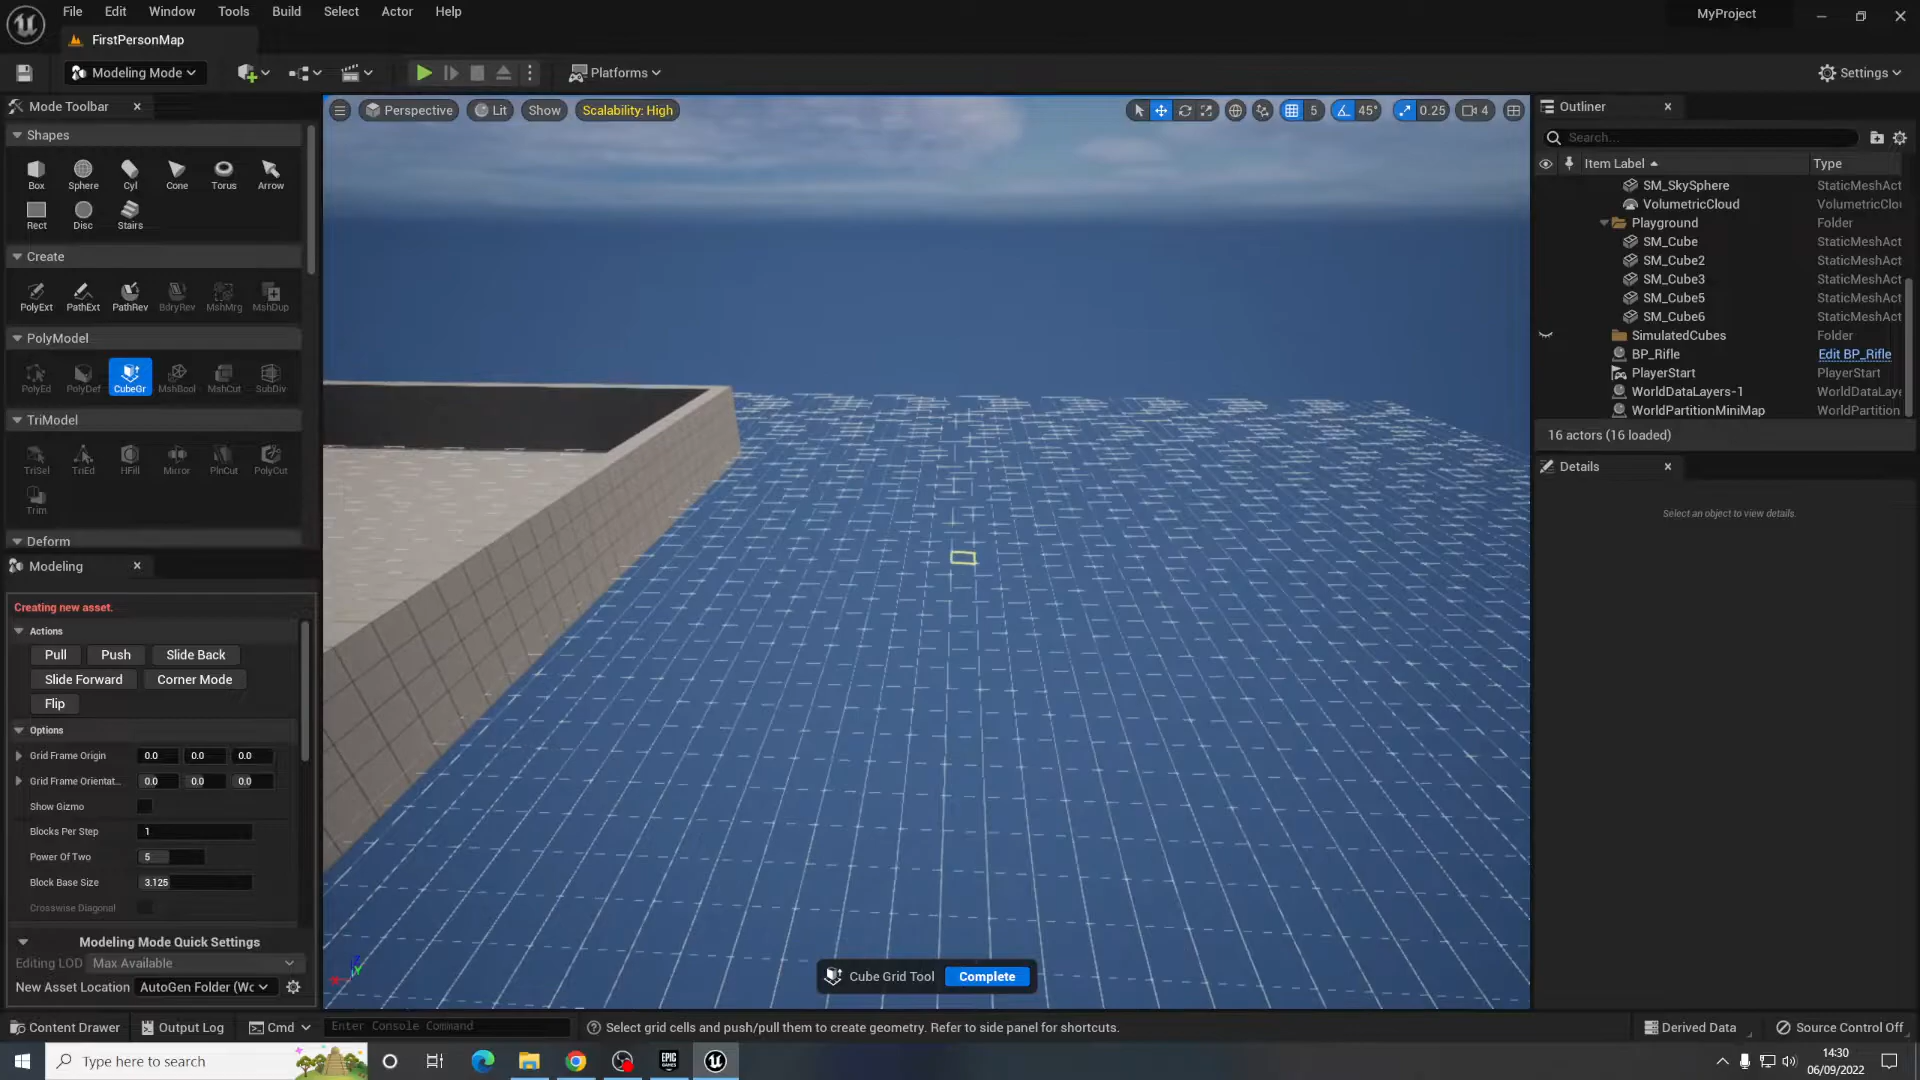 File Edit Window Tools Build Select Actor Help
MyProject
FirstPersonMap
Modeling Mode
Platforms
Settings
Mode Toolbar
Shapes
Box Sphere Cyl Cone Torus Arrow
Rect Disc Stairs
Create
PolyExt PathExt PathRev BdryRev MshMrg MshDup
PolyModel
PolyEd PolyDef CubeGr MshBool MshCut SubDiv
TriModel
TriSel TriEd HFill Mirror PlnCut PolyCut
Trim
Deform
Modeling
Creating new asset.
Actions
Pull Push Slide Back
Slide Forward Corner Mode
Flip
Options
Grid Frame Origin 0.0 0.0 0.0
Grid Frame Orientat... 0.0 0.0 0.0
Show Gizmo
Blocks Per Step 1
Power Of Two 5
Block Base Size 3.125
Crosswise Diagonal
Modeling Mode Quick Settings
Editing LOD Max Available
New Asset Location AutoGen Folder (Wc
Perspective Lit Show Scalability: High
5 45° 0.25 4
Cube Grid Tool Complete
Outliner
Search...
Item Label Type
SM_SkySphere StaticMeshAct
VolumetricCloud VolumetricClou
Playground Folder
SM_Cube StaticMeshAct
SM_Cube2 StaticMeshAct
SM_Cube3 StaticMeshAct
SM_Cube5 StaticMeshAct
SM_Cube6 StaticMeshAct
SimulatedCubes Folder
BP_Rifle Edit BP_Rifle
PlayerStart PlayerStart
WorldDataLayers-1 WorldDataLaye
WorldPartitionMiniMap WorldPartition
16 actors (16 loaded)
Details
Select an object to view details.
Content Drawer Output Log Cmd Enter Console Command
Select grid cells and push/pull them to create geometry. Refer to side panel for shortcuts.
Derived Data Source Control Off
Type here to search
EPIC GAMES
14:30
06/09/2022